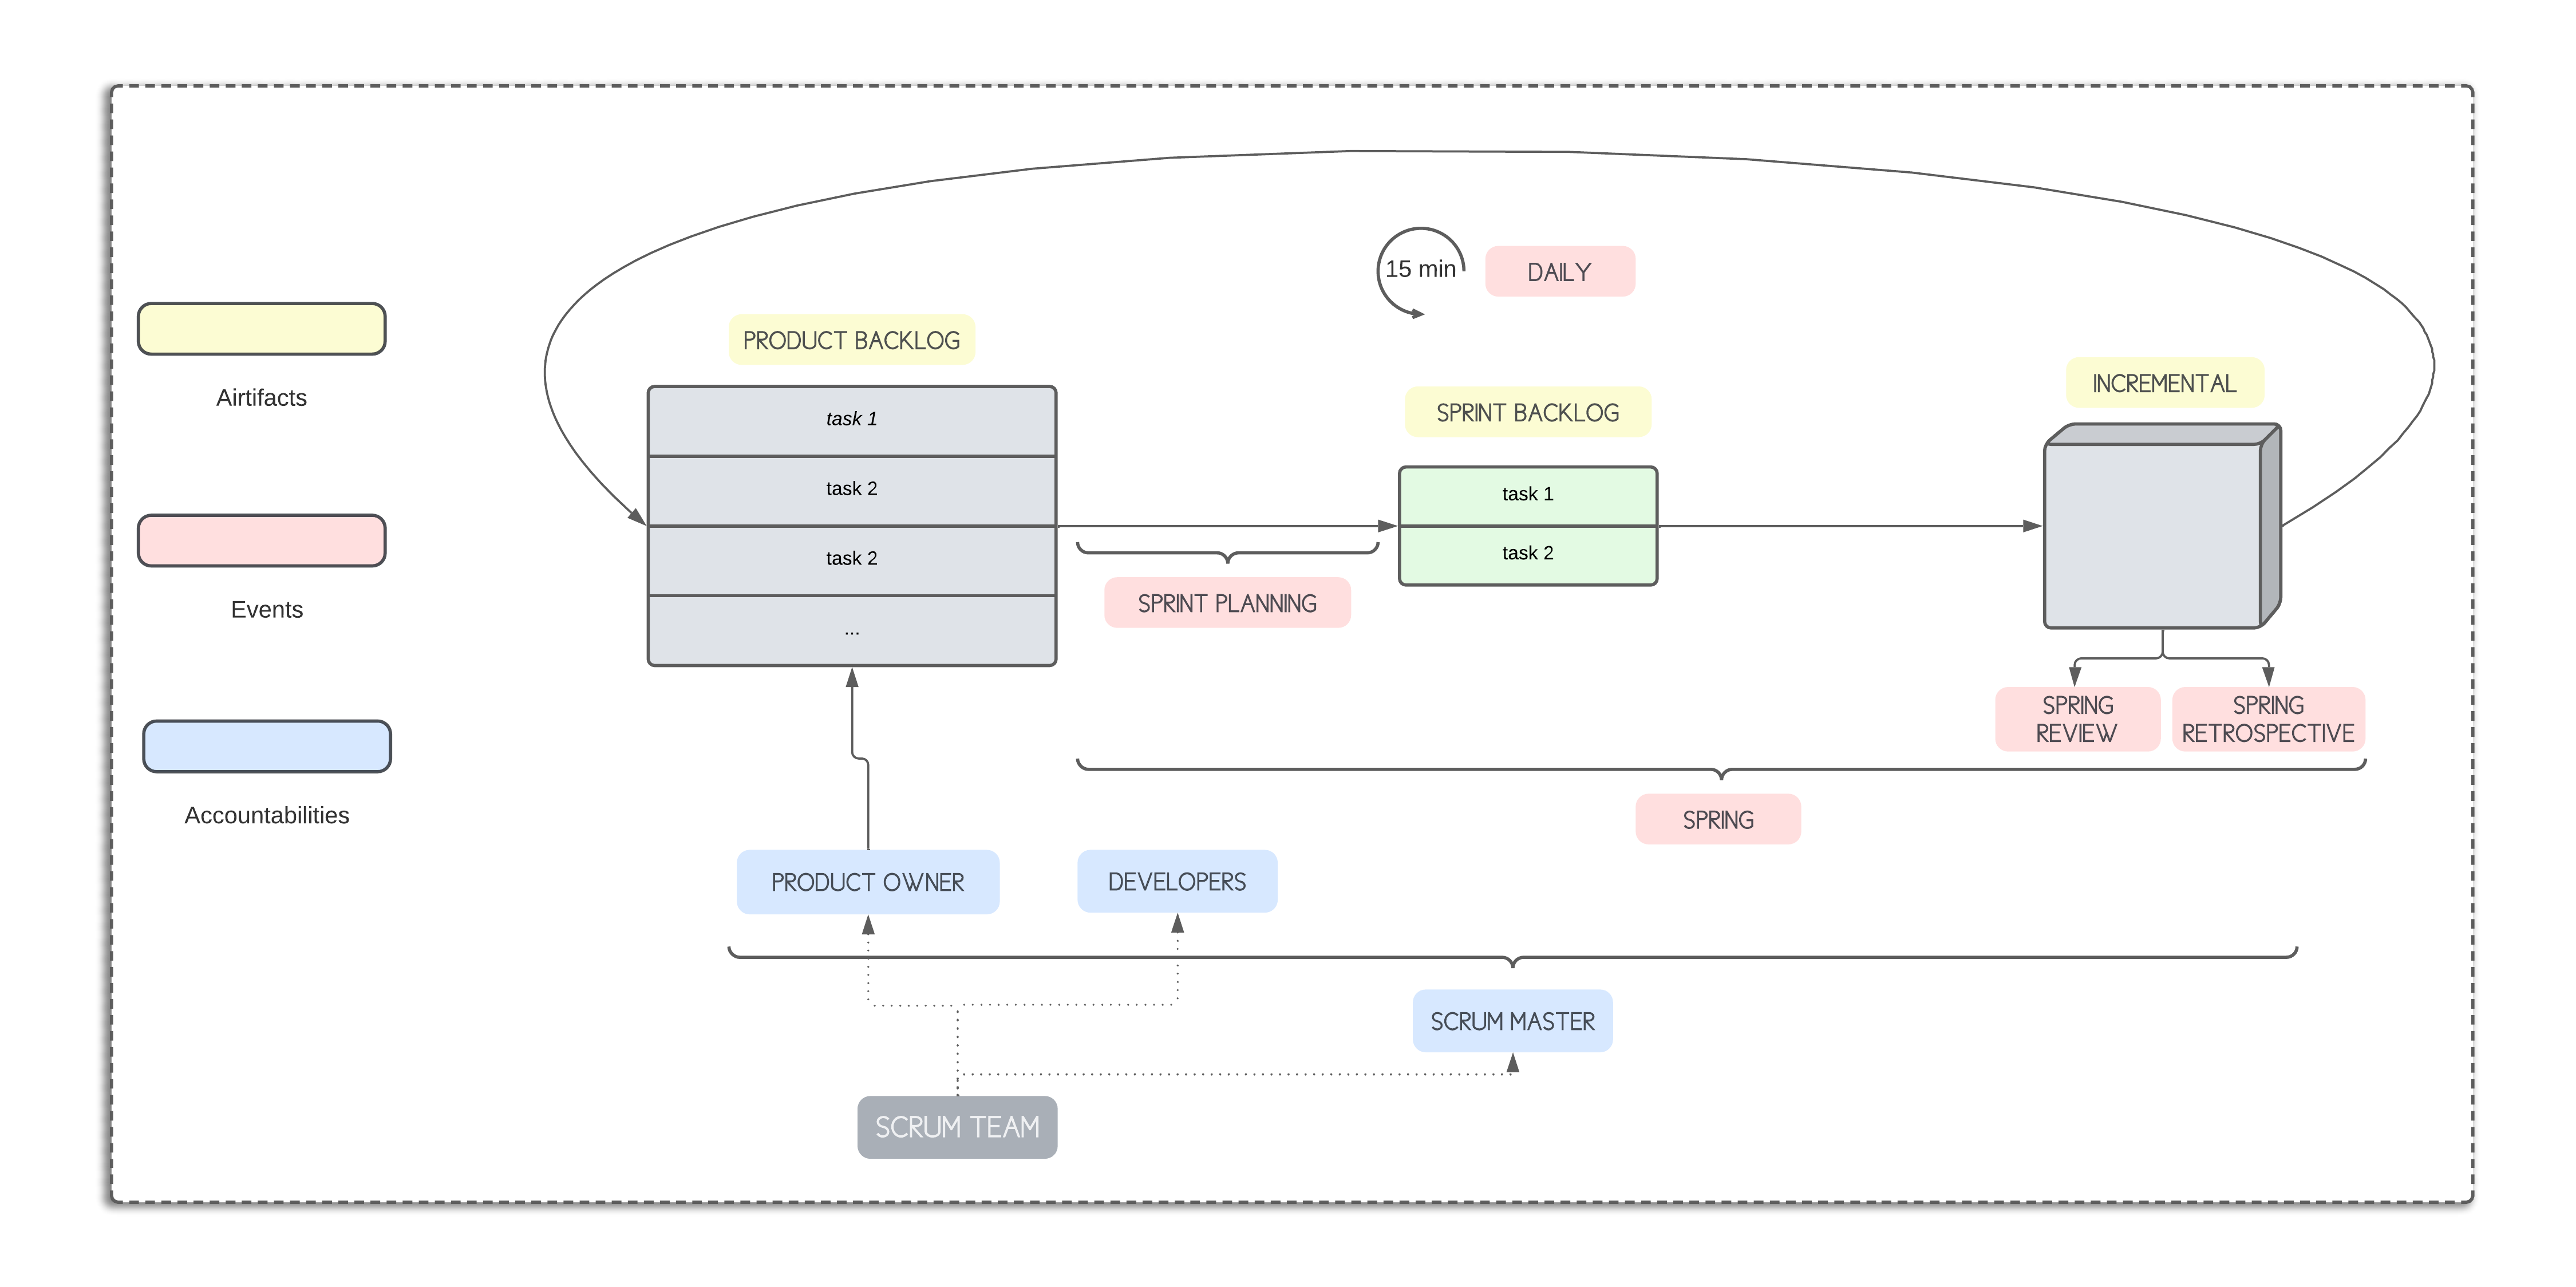 15 min
DAILY
PRODUCT BACKLOG
INCREMENTAL
Airtifacts
task 1
SPRINT BACKLOG
task 2
task 1
task 2
task 2
Events
SPRINT PLANNING
...
SPRING
REVIEW
SPRING
RETROSPECTIVE
Accountabilities
SPRING
PRODUCT OWNER
DEVELOPERS
SCRUM MASTER
SCRUM TEAM